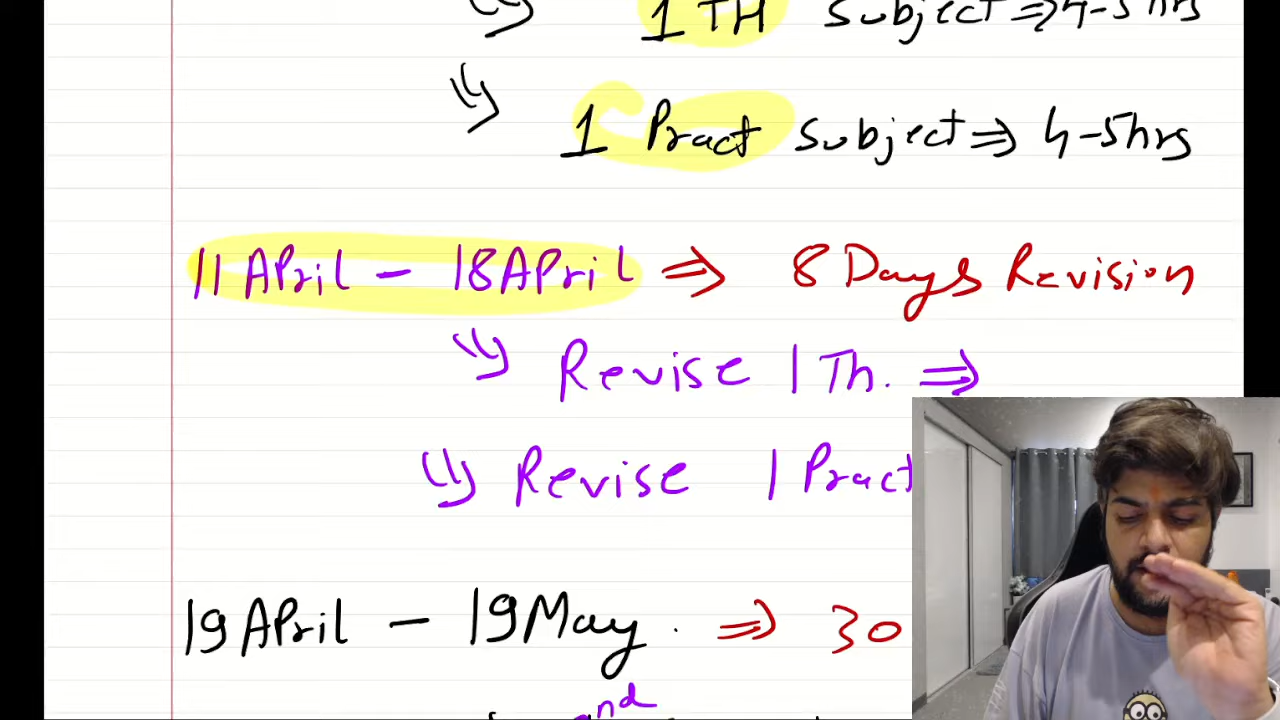 1 TH subject ⇒ 4-5 hrs
1 Pract subject ⇒ 4-5hrs
11 April - 18 April ⇒ 8 Days Revision
Revise 1 Th. ⇒
Revise 1 Pract
19 April - 19 May. ⇒ 30
and